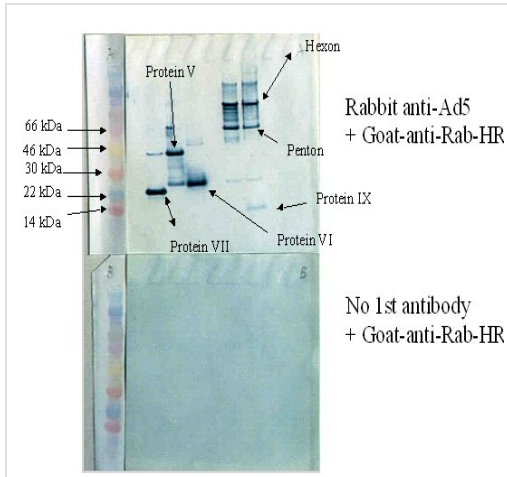 Hexon
Protein V
Rabbit anti-Ad5
+ Goat-anti-Rab-HR
66 kDa
46 kDa
30 kDa
22 kDa
14 kDa
Penton
Protein IX
Protein VI
Protein VII
B
B
No 1st antibody
+ Goat-anti-Rab-HR